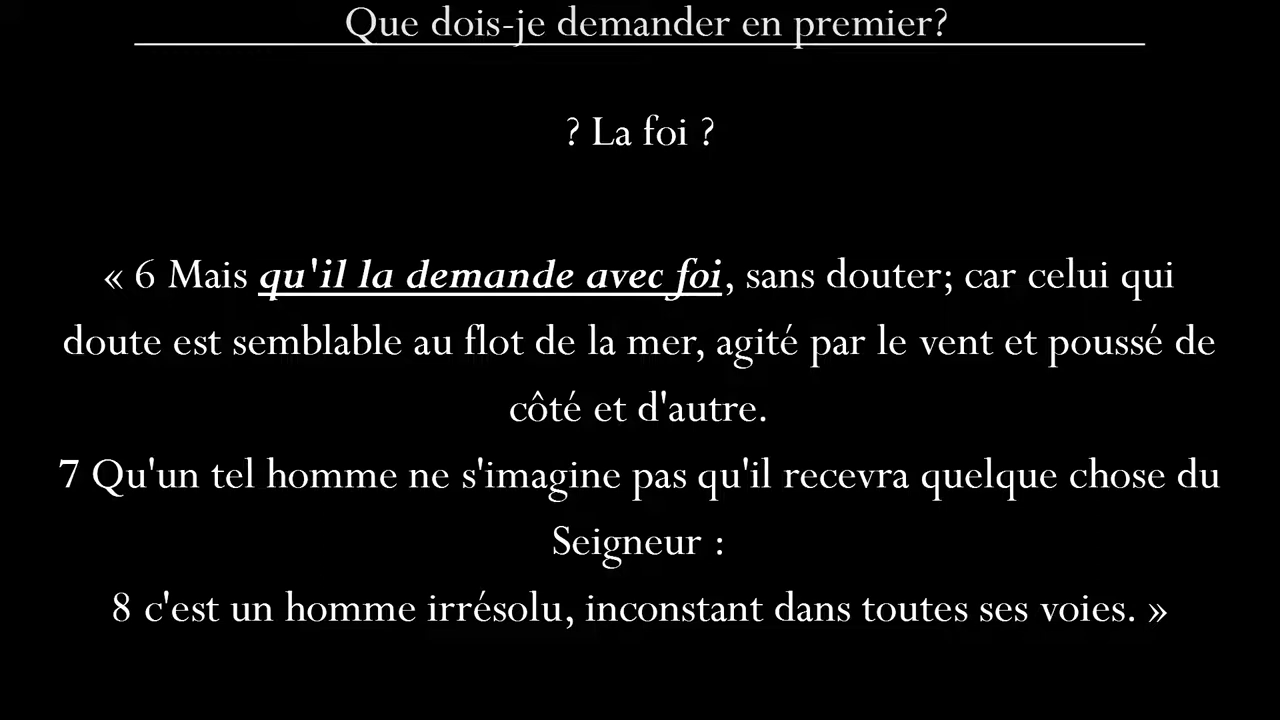 Que dois-je demander en premier?
? La foi ?
« 6 Mais qu'il la demande avec foi, sans douter; car celui qui
doute est semblable au flot de la mer, agité par le vent et poussé de
côté et d'autre.
7 Qu'un tel homme ne s'imagine pas qu'il recevra quelque chose du
Seigneur :
8 c'est un homme irrésolu, inconstant dans toutes ses voies. »